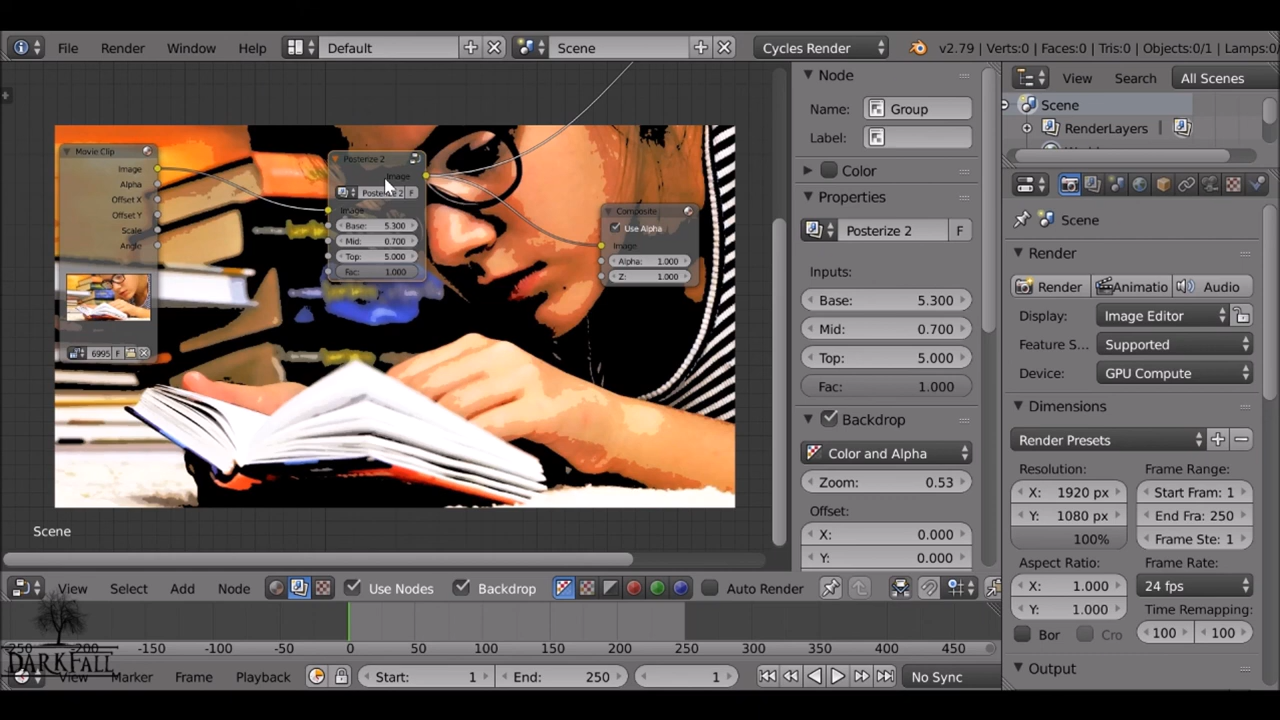 File Render Window Help Default Scene Cycles Render v2.79 | Verts:0 | Faces:0 | Tris:0 | Objects:0/1 | Lamps:0/
View Search All Scenes
Scene
RenderLayers
Node
Name: Group
Label:
Color
Properties
Posterize 2 F
Inputs:
Base: 5.300
Mid: 0.700
Top: 5.000
Fac: 1.000
Backdrop
Color and Alpha
Zoom: 0.53
Offset:
X: 0.000
Y: 0.000
Movie Clip
Image
Alpha
Offset X
Offset Y
Scale
Angle
6995 F
Posterize 2
Image
Posterize 2 F
Image
Base: 5.300
Mid: 0.700
Top: 5.000
Fac: 1.000
Composite
Use Alpha
Image
Alpha: 1.000
Z: 1.000
Scene
Scene
Render
Render Animatio Audio
Display: Image Editor
Feature S... Supported
Device: GPU Compute
Dimensions
Render Presets
Resolution: Frame Range:
X: 1920 px Start Fram: 1
Y: 1080 px End Fra: 250
100% Frame Ste: 1
Aspect Ratio: Frame Rate:
X: 1.000 24 fps
Y: 1.000 Time Remapping:
Bor Cro 100 100
Output
View Select Add Node Use Nodes Backdrop Auto Render
-250 -200 -150 -100 -50 0 50 100 150 200 250 300 350 400 450
DARKFALL
View Marker Frame Playback Start: 1 End: 250 1 No Sync